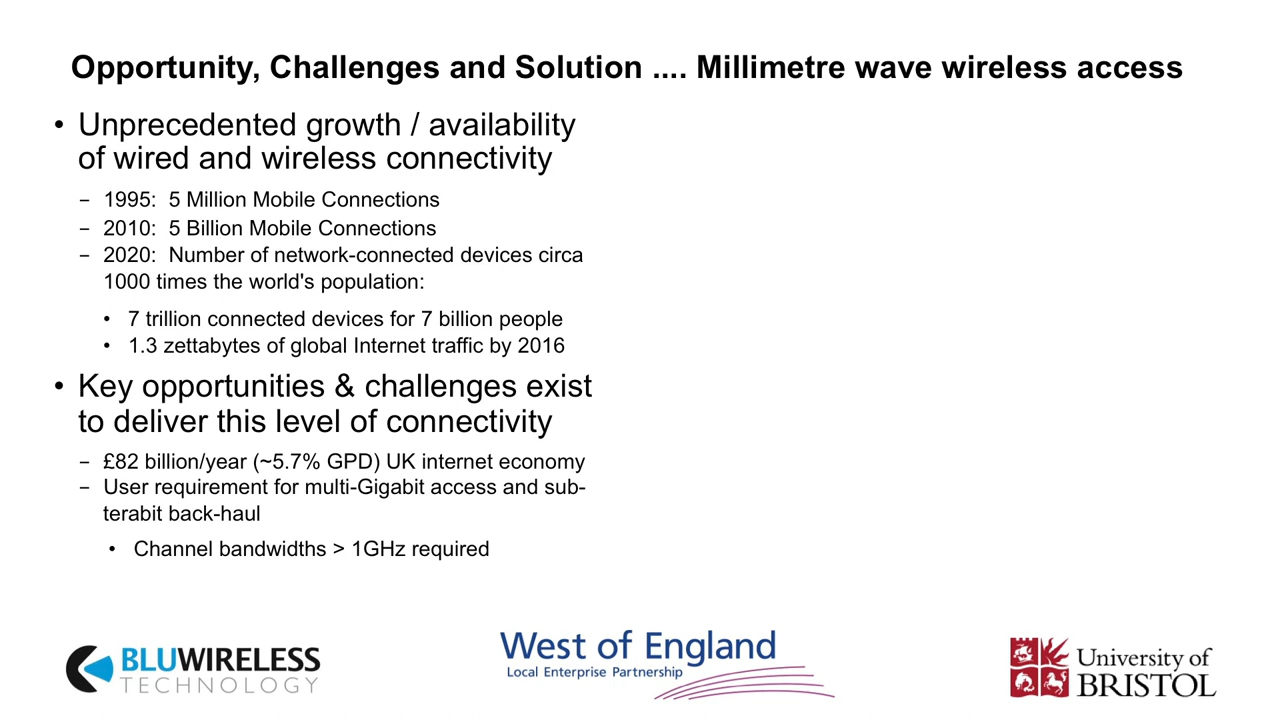 Opportunity, Challenges and Solution .... Millimetre wave wireless access
• Unprecedented growth / availability
of wired and wireless connectivity
– 1995: 5 Million Mobile Connections
– 2010: 5 Billion Mobile Connections
– 2020: Number of network-connected devices circa
1000 times the world's population:
• 7 trillion connected devices for 7 billion people
• 1.3 zettabytes of global Internet traffic by 2016
• Key opportunities & challenges exist
to deliver this level of connectivity
– £82 billion/year (~5.7% GPD) UK internet economy
– User requirement for multi-Gigabit access and sub-
terabit back-haul
• Channel bandwidths > 1GHz required
BLUWIRELESS
TECHNOLOGY
West of England
Local Enterprise Partnership
University of
BRISTOL